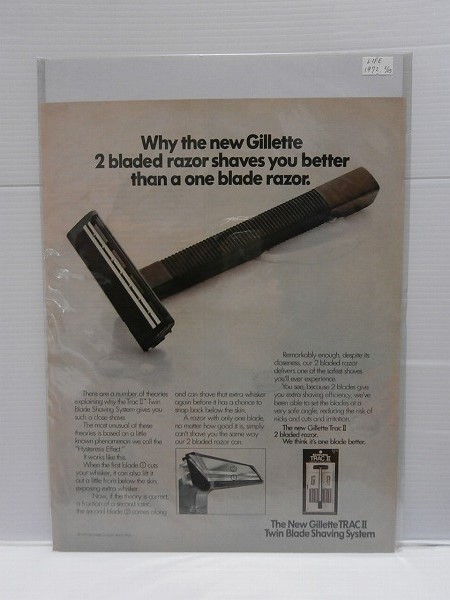 LIFE
1972
Why the new Gillette
2 bladed razor shaves you better
than a one blade razor.
There are a number of theories
explaining why the Trac II™ Twin
Blade Shaving System gives you
such a close shave.
The most unusual of these
theories is based on a little
known phenomenon we call the
"Hysteresis Effect."
It works like this.
When the first blade ① cuts
your whisker, it can also lift it
out a little from below the skin,
exposing extra whisker.
Now, if the theory is correct,
a fraction of a second later,
the second blade ② comes along
and can shave that extra whisker
again before it has a chance to
snap back below the skin.
A razor with only one blade,
no matter how good it is, simply
can't shave you the same way
our 2 bladed razor can.
Remarkably enough, despite its
closeness, our 2 bladed razor
delivers one of the safest shaves
you'll ever experience.
You see, because 2 blades give
you extra shaving efficiency, we've
been able to set the blades at a
very safe angle, reducing the risk of
nicks and cuts and irritation.
The new Gillette Trac II
2 bladed razor.
We think it's one blade better.
TRAC II
The New Gillette TRAC II
Twin Blade Shaving System